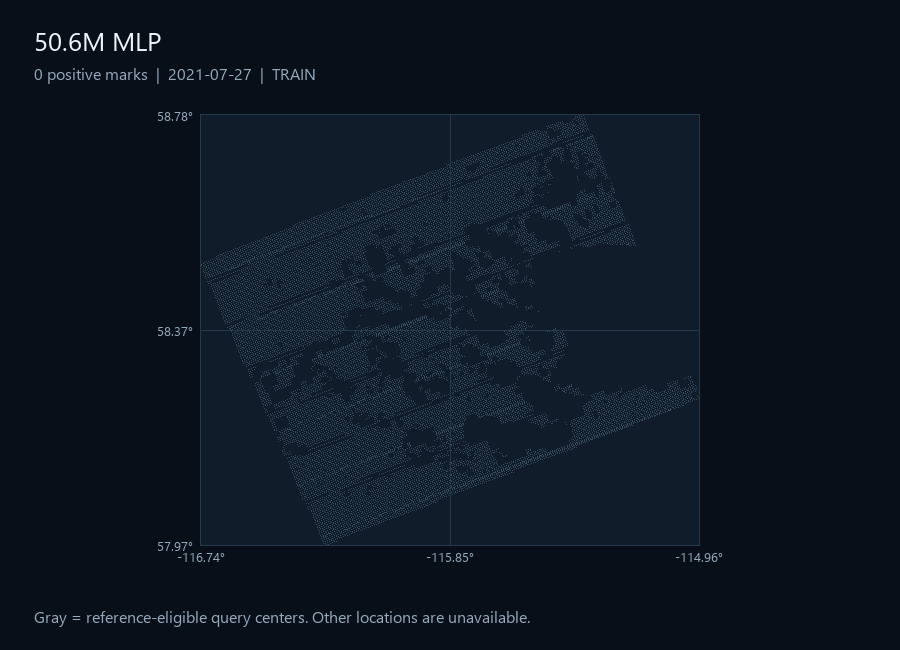 50.6M MLP
0 positive marks | 2021-07-27 | TRAIN
58.78°
58.37°
57.97°
-116.74°
-115.85°
-114.96°
Gray = reference-eligible query centers. Other locations are unavailable.